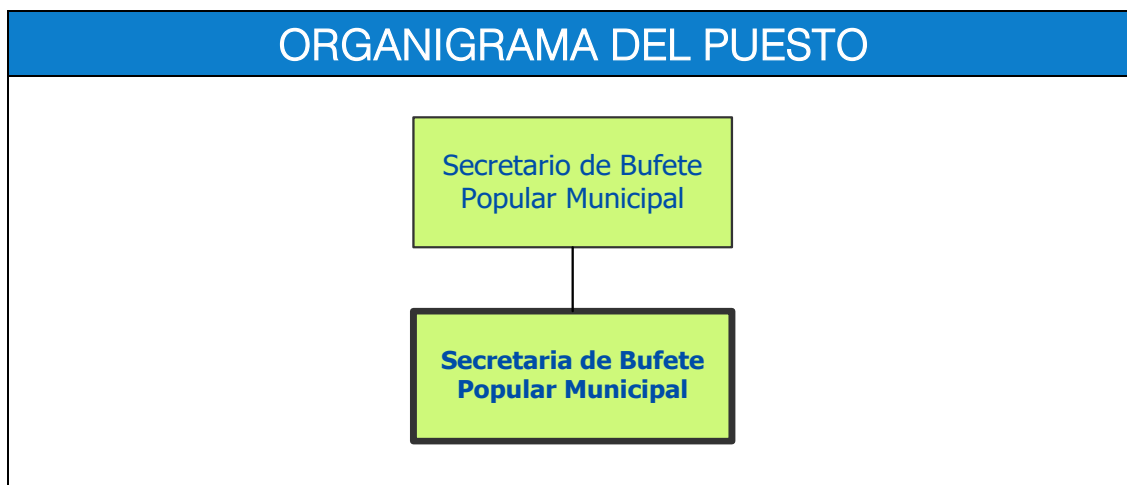 ORGANIGRAMA DEL PUESTO
Secretario de Bufete
Popular Municipal
Secretaria de Bufete
Popular Municipal